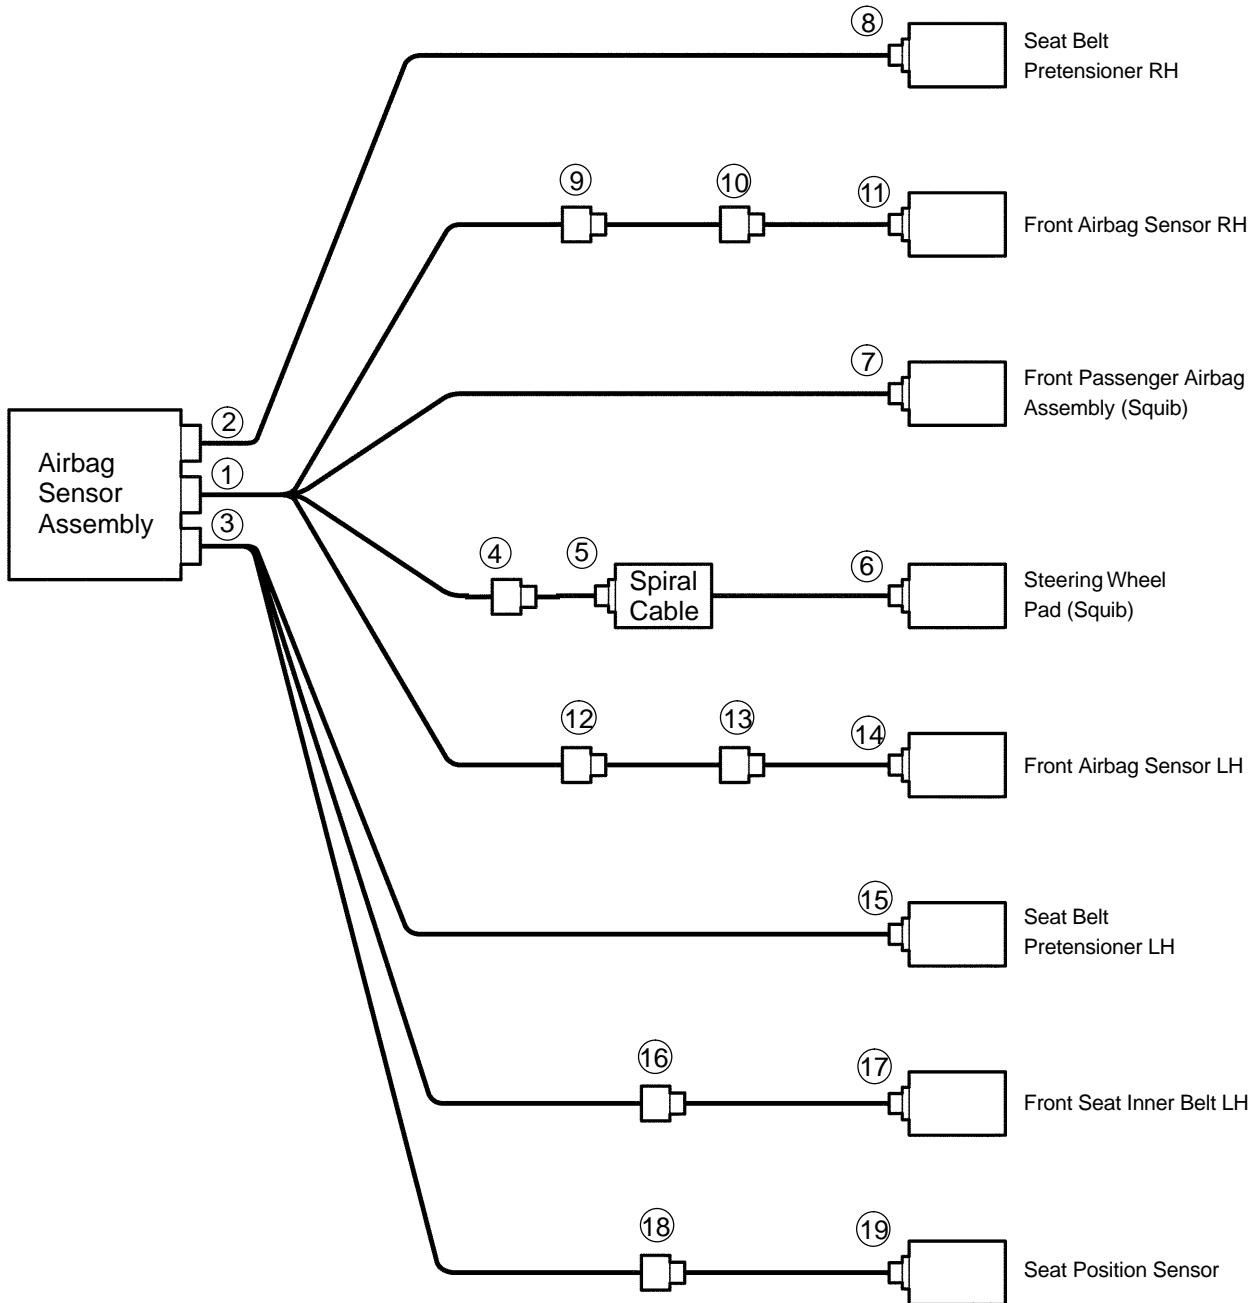 8
Seat Belt
Pretensioner RH
9
10
11
Front Airbag Sensor RH
7
Front Passenger Airbag
Assembly (Squib)
2
Airbag
Sensor
Assembly
1
3
4
5
Spiral
Cable
6
Steering Wheel
Pad (Squib)
12
13
14
Front Airbag Sensor LH
15
Seat Belt
Pretensioner LH
16
17
Front Seat Inner Belt LH
18
19
Seat Position Sensor